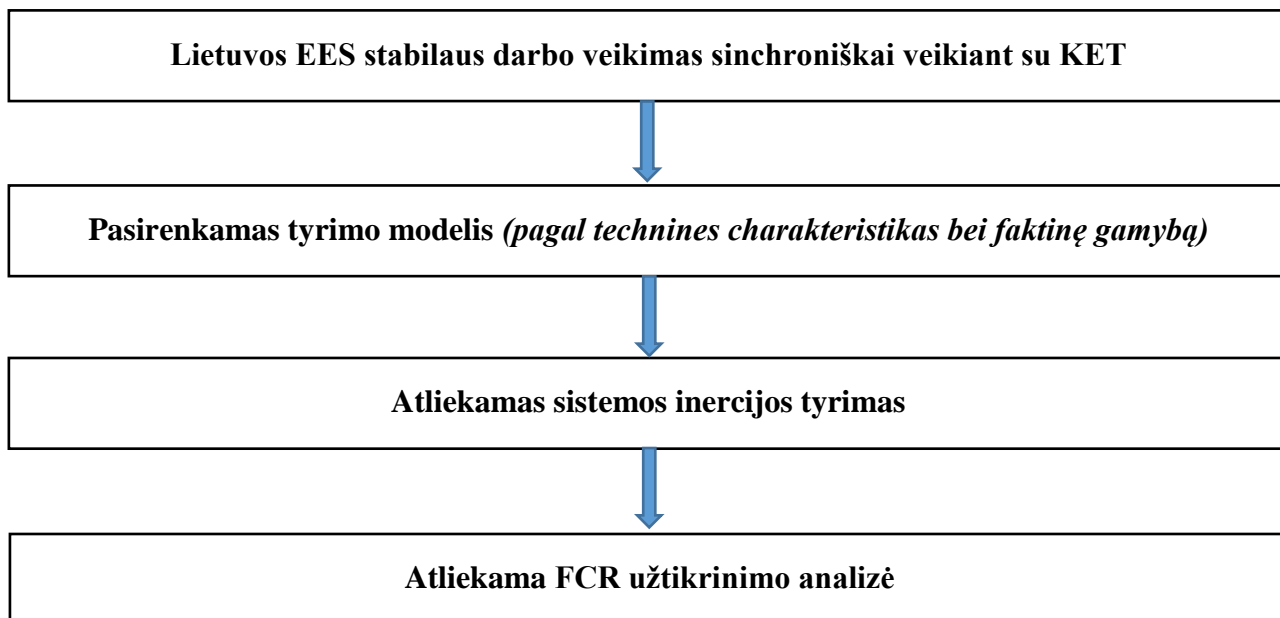 Lietuvos EES stabilaus darbo veikimas sinchroniškai veikiant su KET
Pasirenkamas tyrimo modelis (pagal technines charakteristikas bei faktinę gamybą)
Atliekamas sistemos inercijos tyrimas
Atliekama FCR užtikrinimo analizė